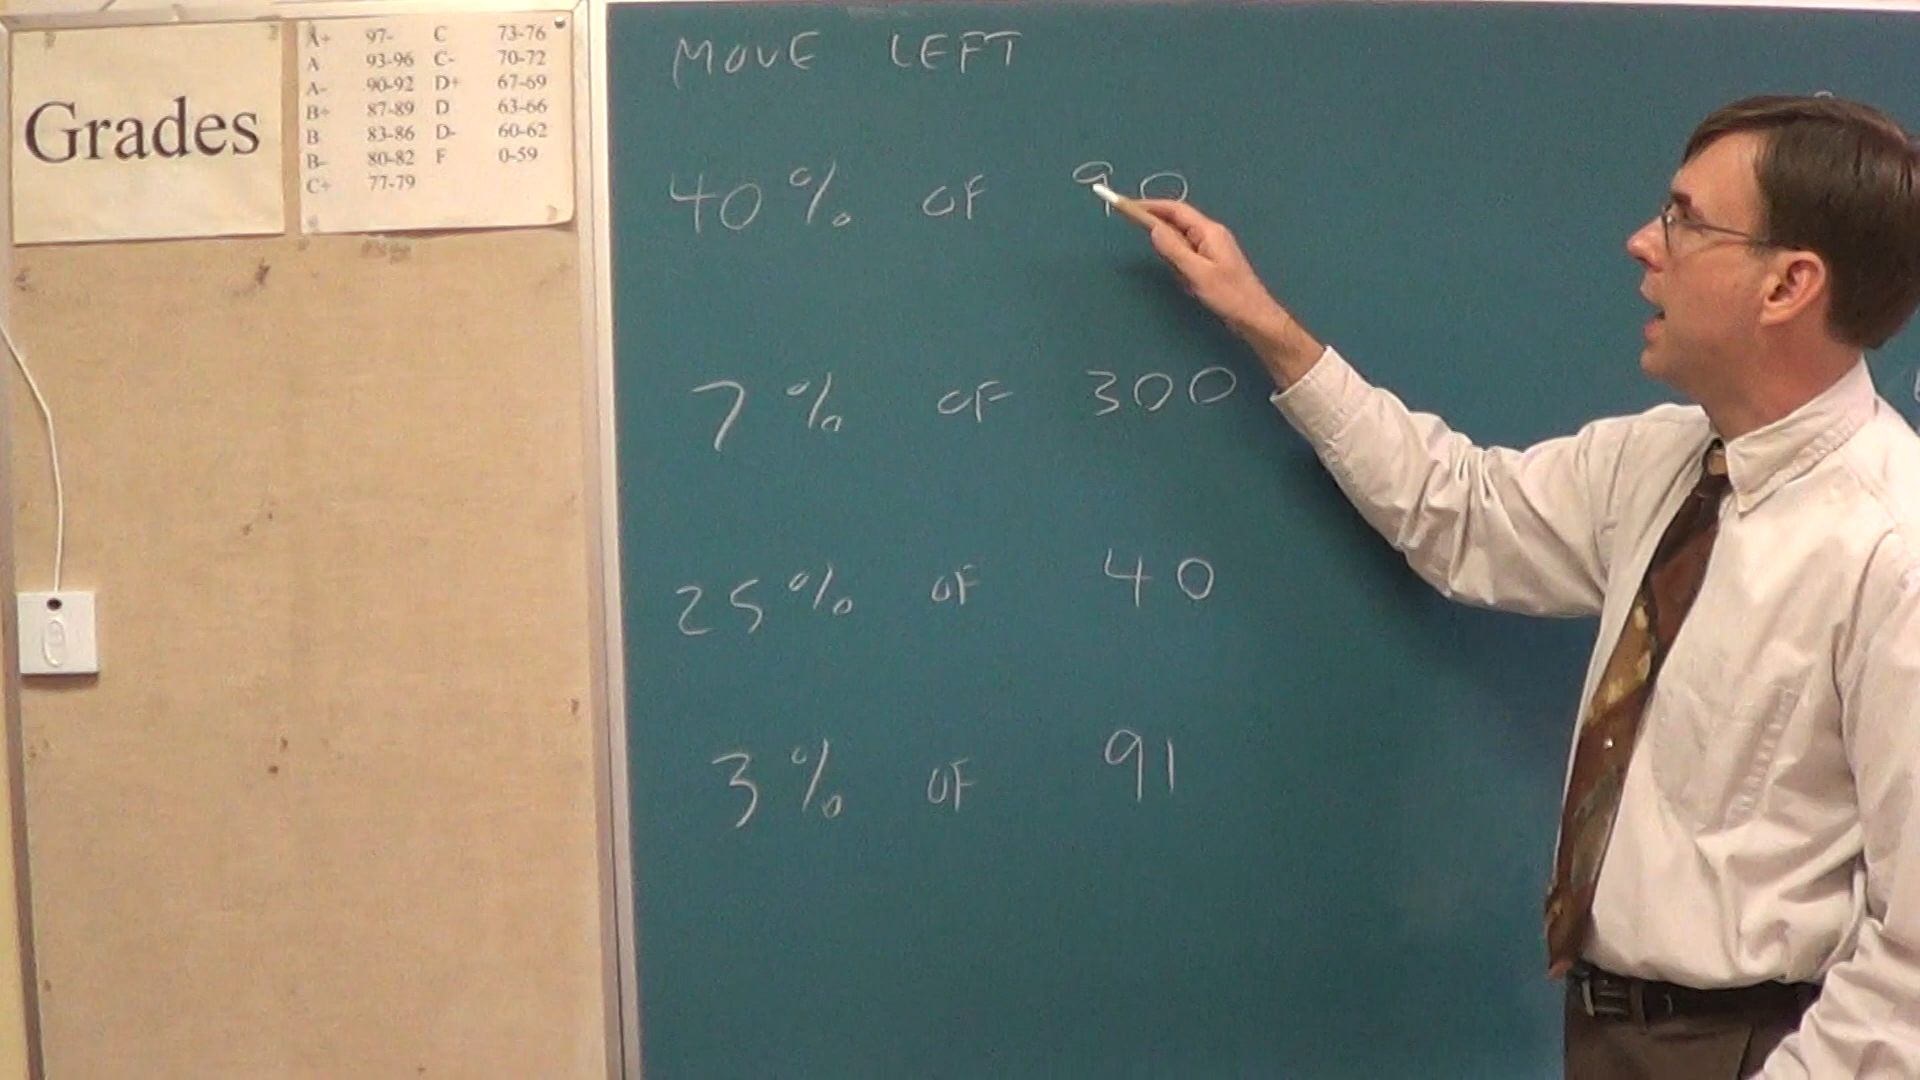 Grades
A+ 97- C 73-76
A 93-96 C- 70-72
A- 90-92 D+ 67-69
B+ 87-89 D 63-66
B 83-86 D- 60-62
B- 80-82 F 0-59
C+ 77-79
MOVE LEFT
40% OF 90
7% OF 300
25% OF 40
3% OF 91